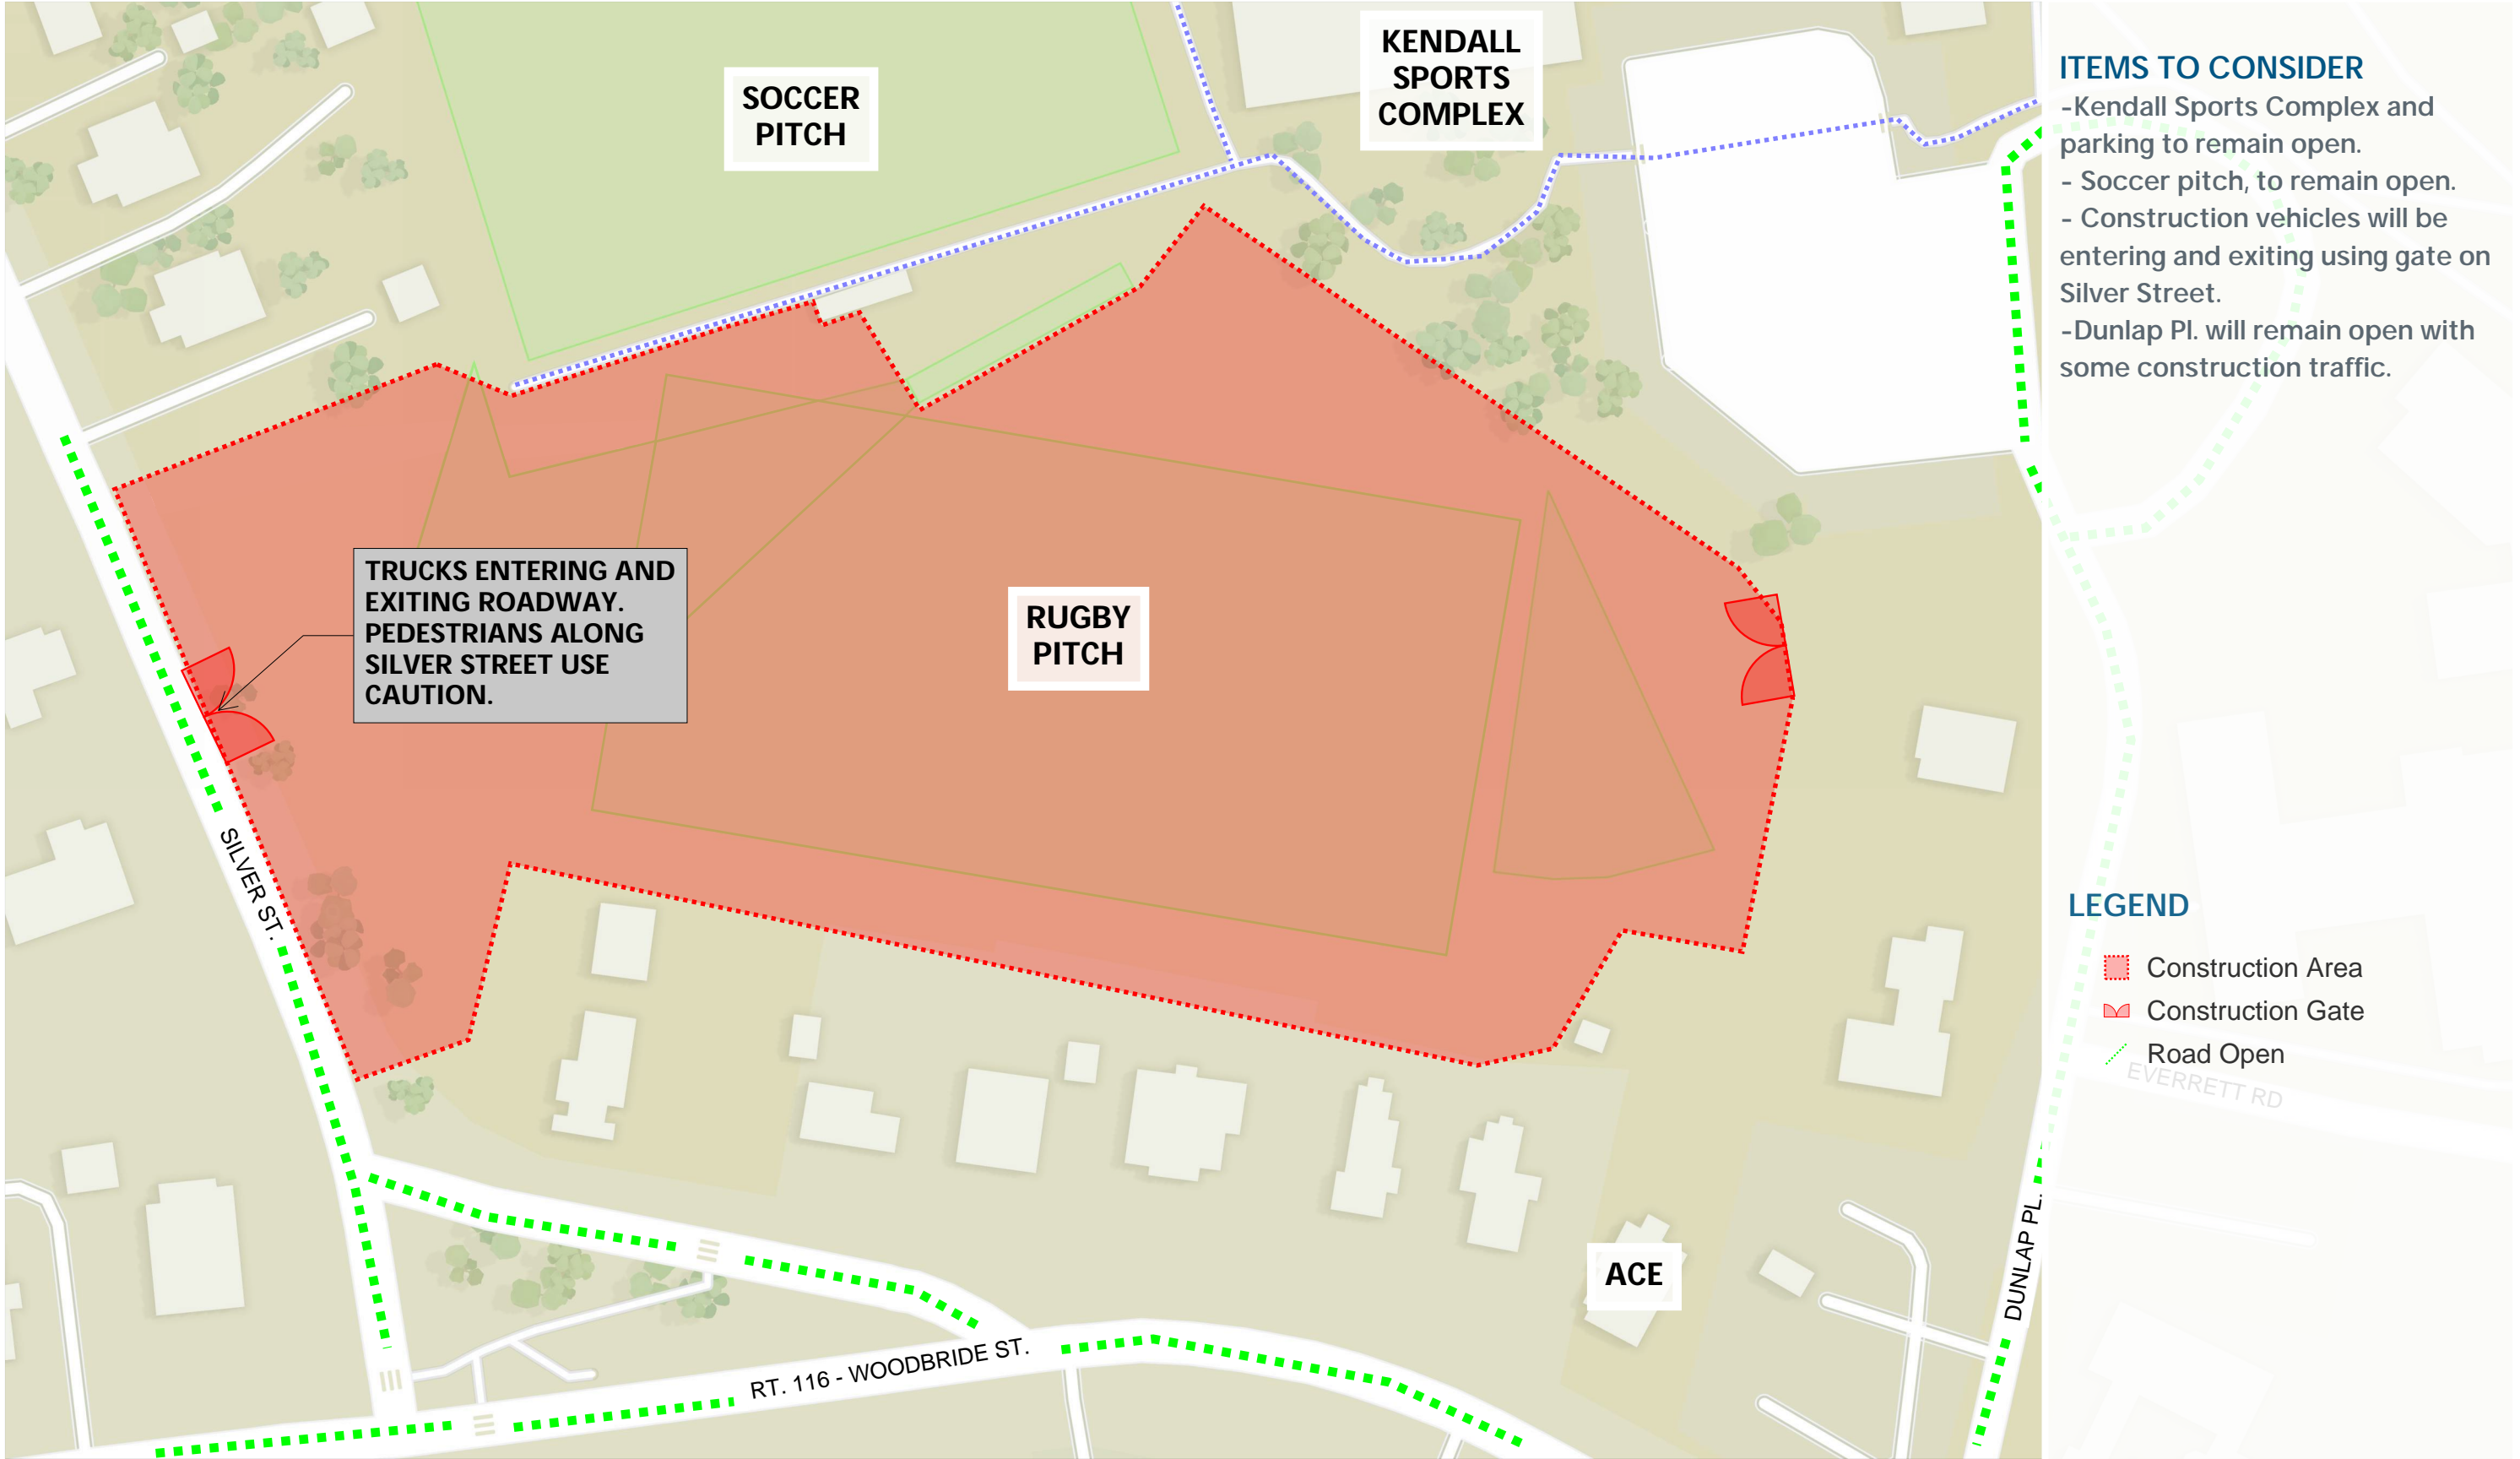 SOCCER
PITCH
KENDALL
SPORTS
COMPLEX
ITEMS TO CONSIDER
-Kendall Sports Complex and
parking to remain open.
- Soccer pitch, to remain open.
- Construction vehicles will be
entering and exiting using gate on
Silver Street.
-Dunlap Pl. will remain open with
some construction traffic.
TRUCKS ENTERING AND
EXITING ROADWAY.
PEDESTRIANS ALONG
SILVER STREET USE
CAUTION.
RUGBY
PITCH
SILVER ST.
LEGEND
Construction Area
Construction Gate
Road Open
EVERRETT RD
DUNLAP PL.
ACE
RT. 116 - WOODBRIDE ST.